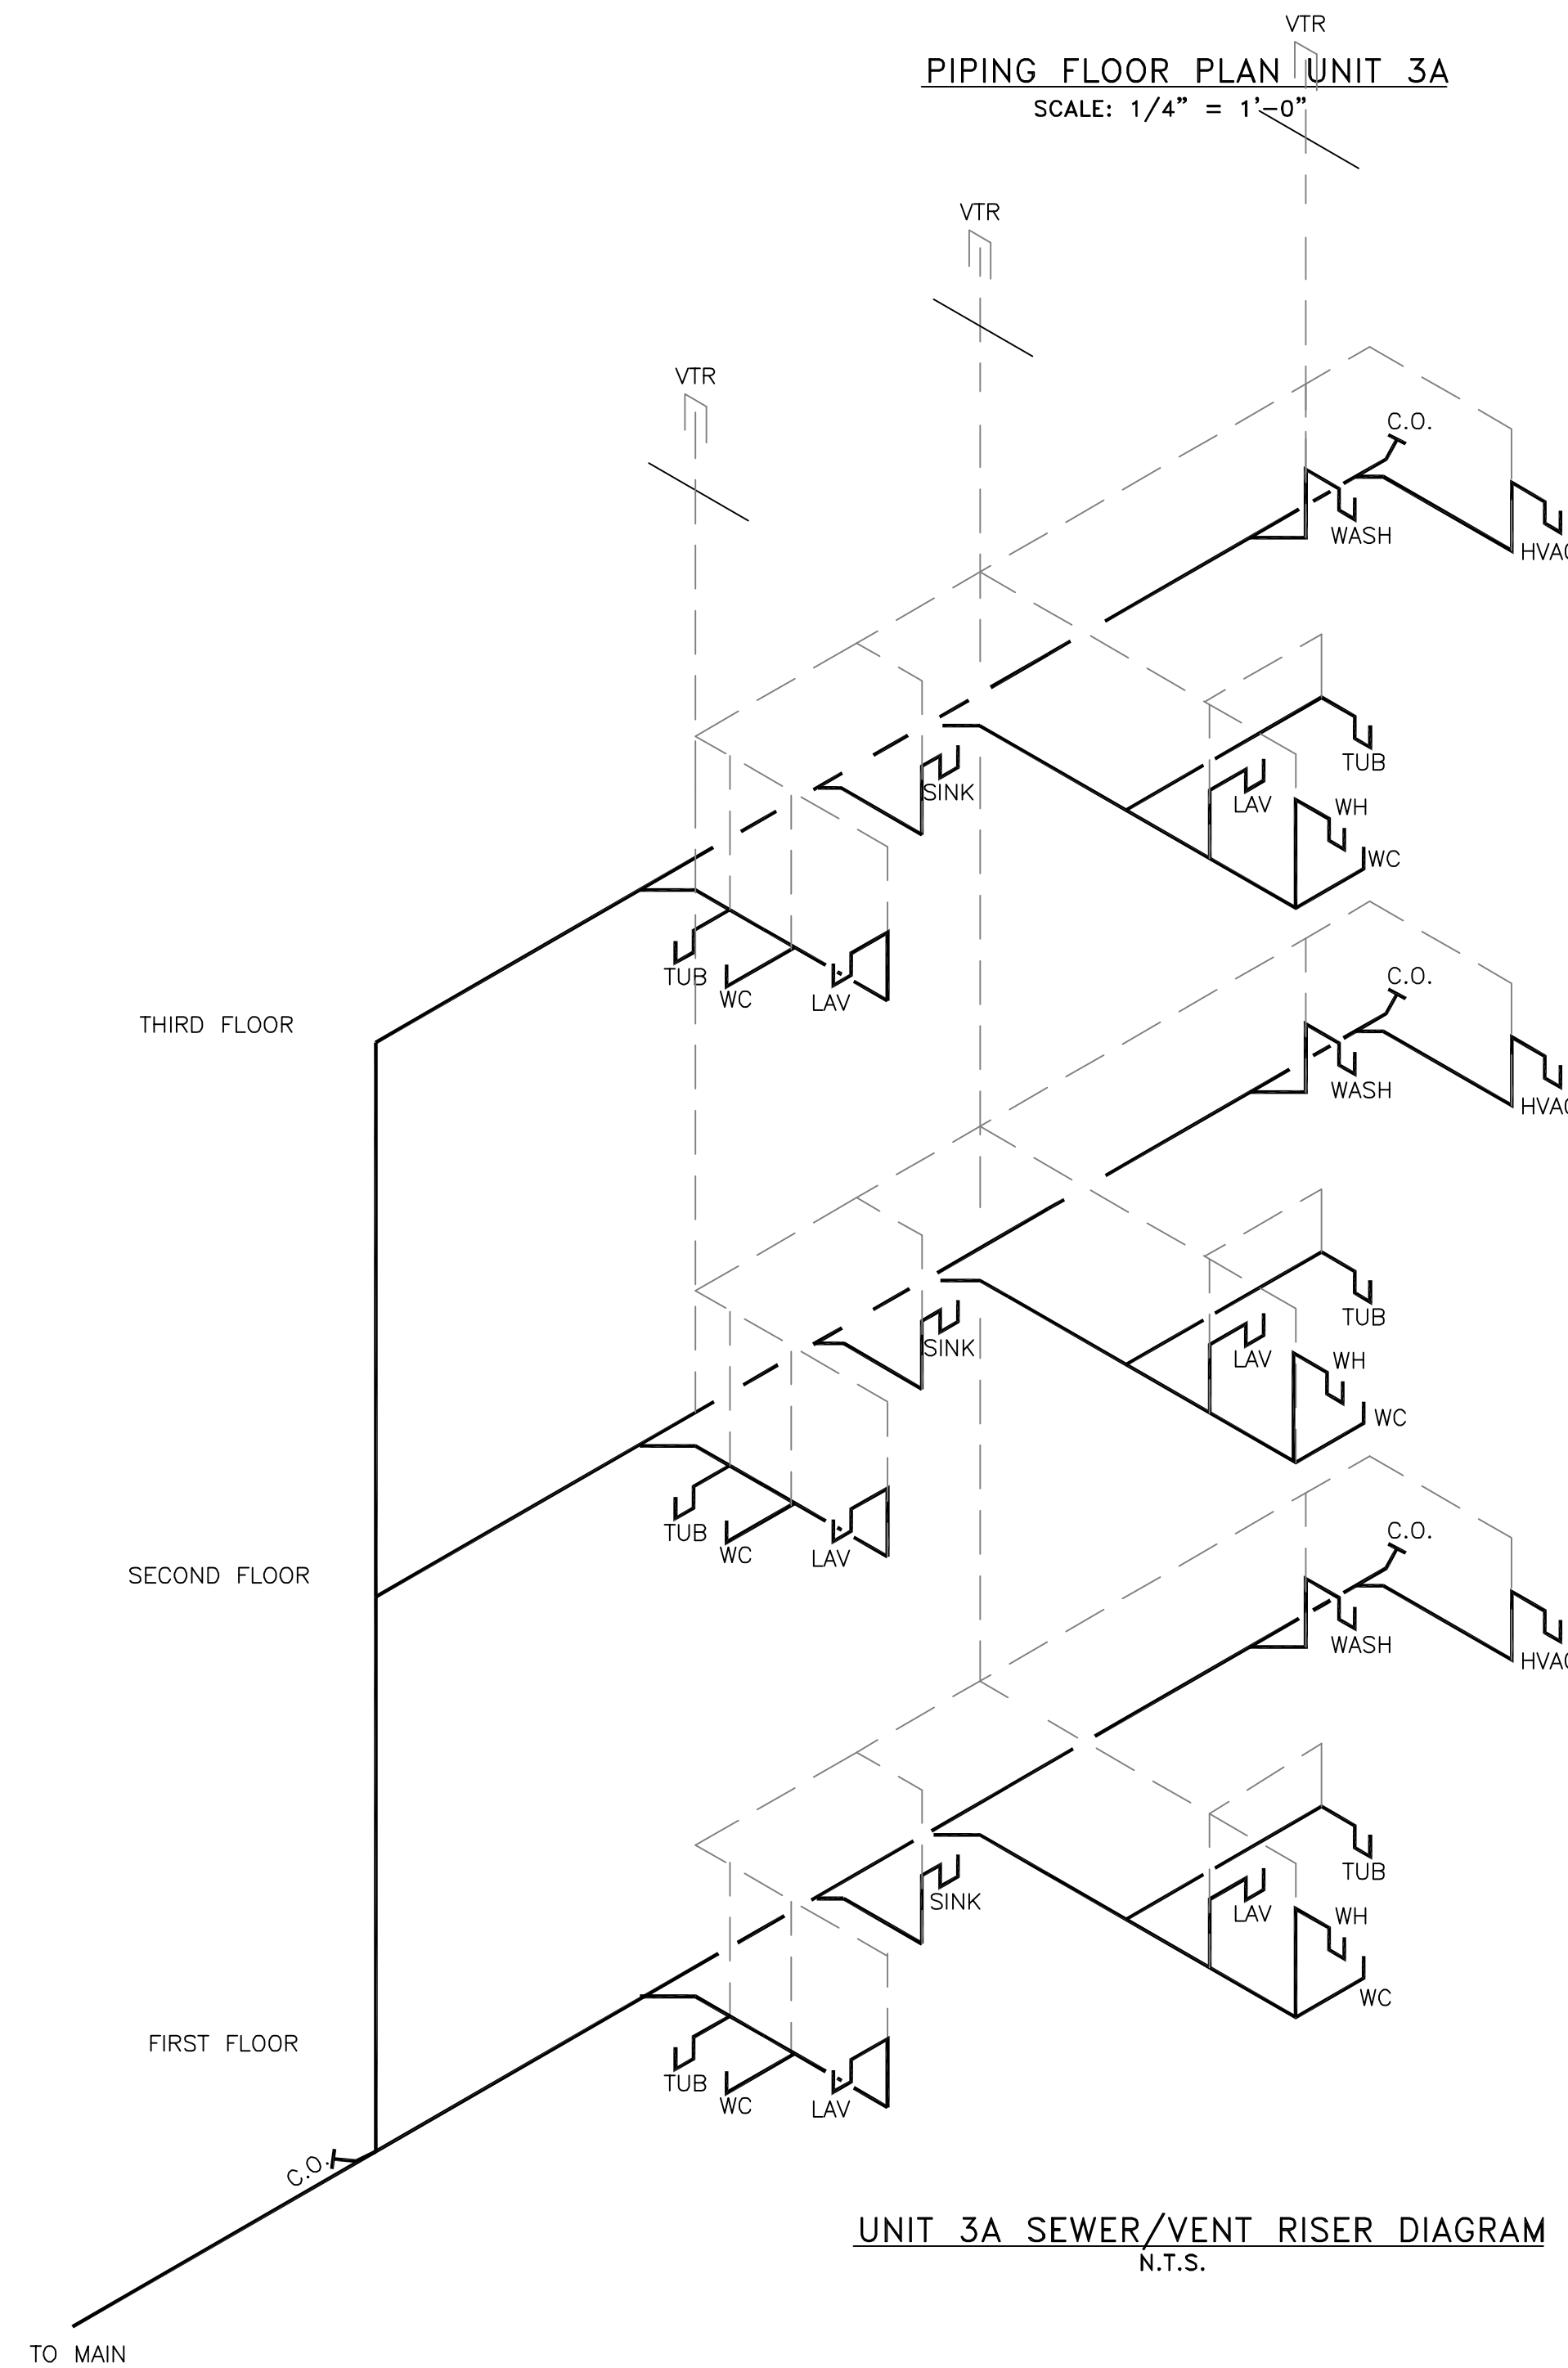 VTR
PIPING FLOOR PLAN UNIT 3A
SCALE: 1/4" = 1'-0"
VTR
VTR
C.O.
WASH
HVAC
TUB
SINK
LAV
WH
WC
TUB
WC
LAV
THIRD FLOOR
C.O.
WASH
HVAC
TUB
SINK
LAV
WH
WC
TUB
WC
LAV
SECOND FLOOR
C.O.
WASH
HVAC
TUB
SINK
LAV
WH
WC
FIRST FLOOR
TUB
WC
LAV
C.O.
UNIT 3A SEWER/VENT RISER DIAGRAM
N.T.S.
TO MAIN